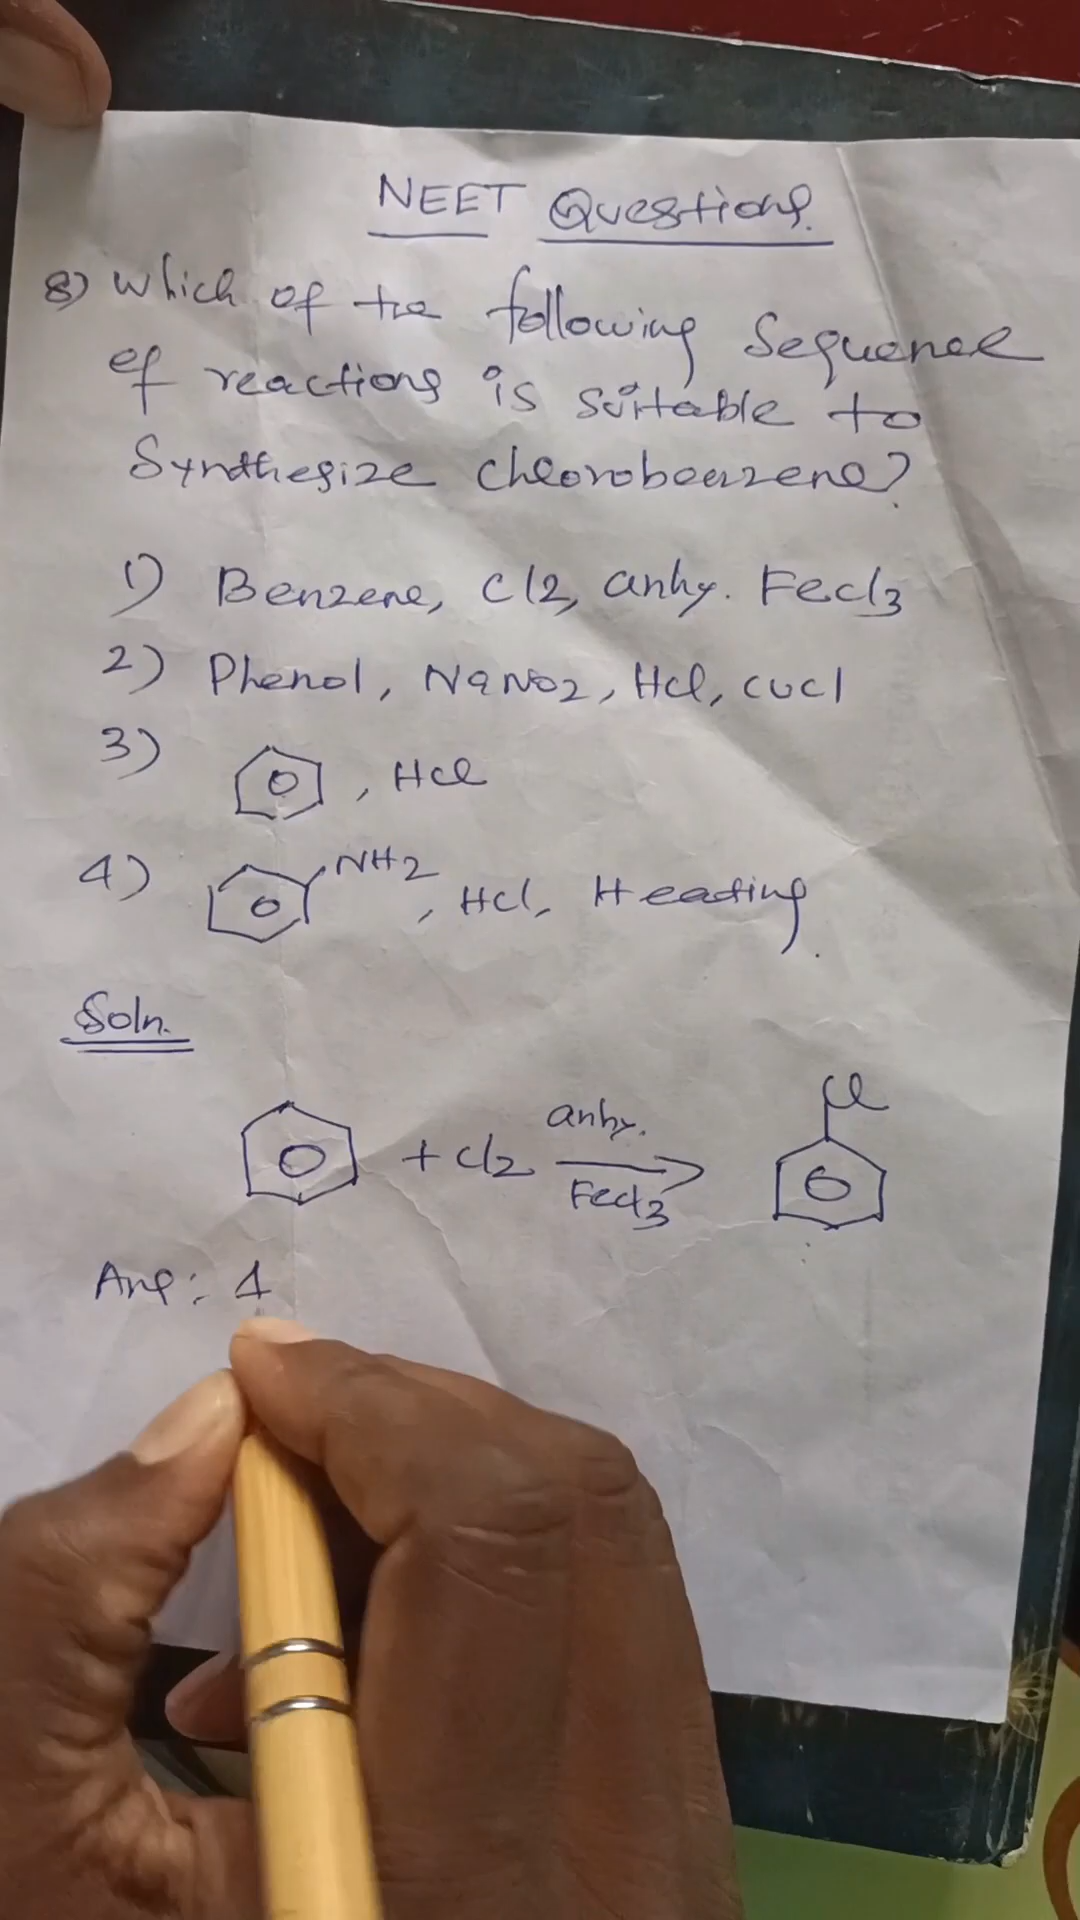 NEET Questions.
8) Which of the following Sequence
of reactions is suitable to
Synthesize chlorobenzene?
1) Benzene, Cl2, anhy. FeCl3
2) Phenol, NaNO2, HCl, CuCl
3) , HCl
4) NH2, HCl, Heating.
Soln.
+ Cl2 anhy. FeCl3 Cl
Ans: 1